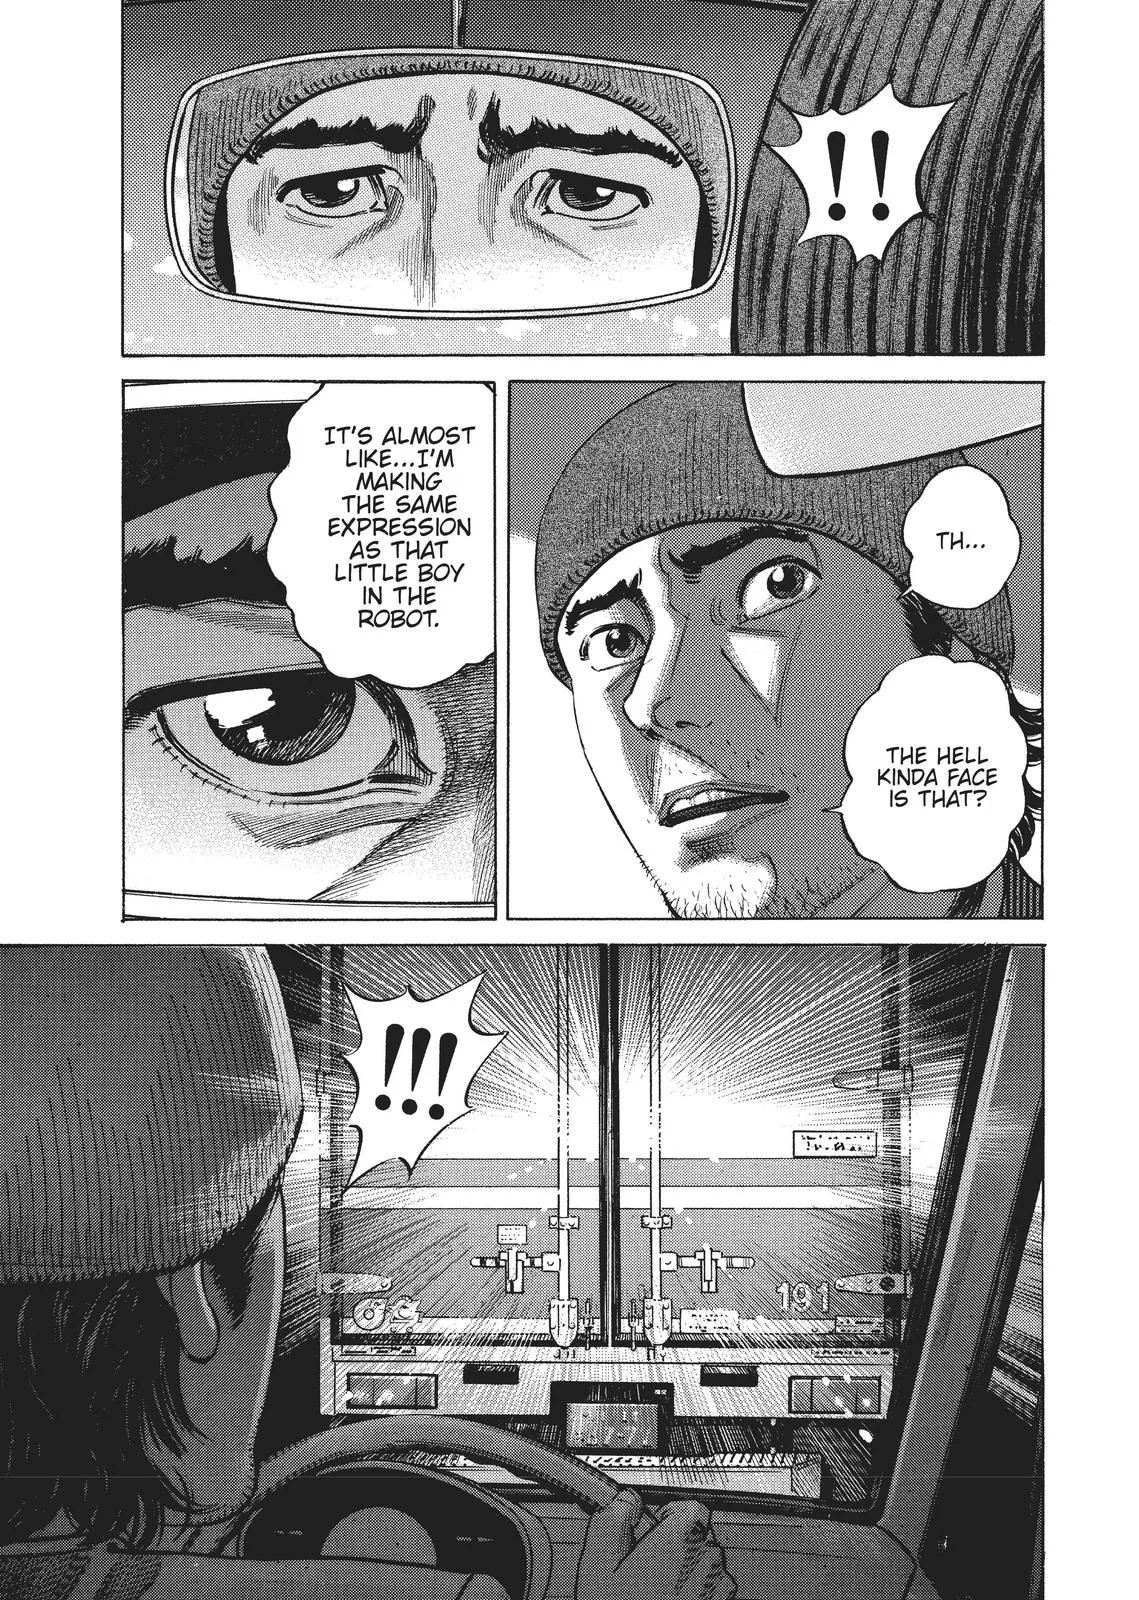 !!
TH...
THE HELL
KINDA FACE
IS THAT?
IT'S ALMOST
LIKE...I'M
MAKING
THE SAME
EXPRESSION
AS THAT
LITTLE BOY
IN THE
ROBOT.
!!!
191